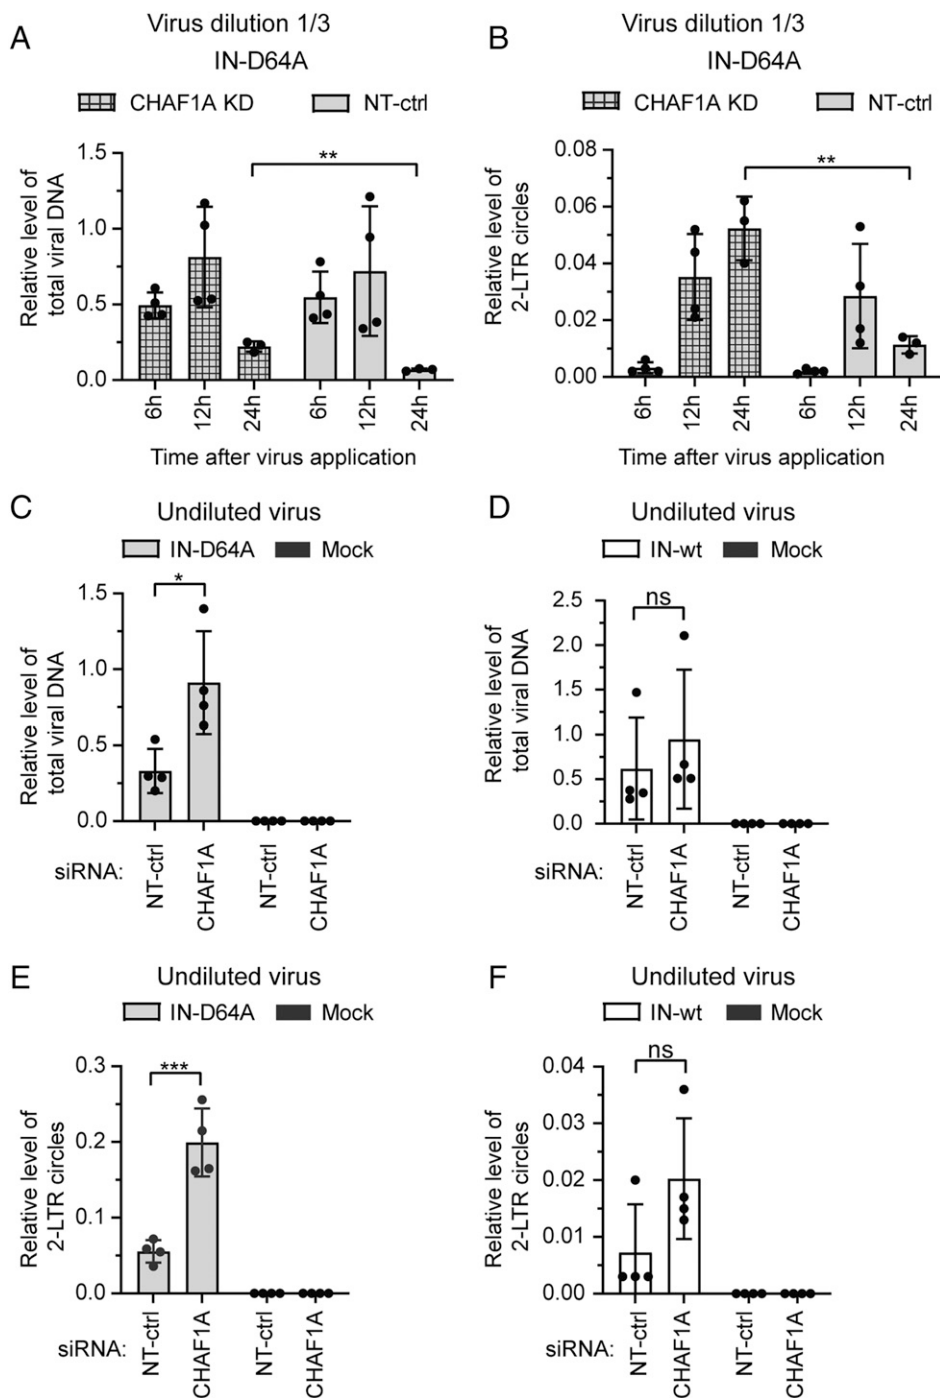 A
Virus dilution 1/3
IN-D64A
CHAF1A KD
NT-ctrl
**
Relative level of
total viral DNA
1.5
1.0
0.5
0.0
6h
12h
24h
6h
12h
24h
Time after virus application
B
Virus dilution 1/3
IN-D64A
CHAF1A KD
NT-ctrl
**
Relative level of
2-LTR circles
0.08
0.06
0.04
0.02
0.00
6h
12h
24h
6h
12h
24h
Time after virus application
C
Undiluted virus
IN-D64A
Mock
*
Relative level of
total viral DNA
1.5
1.0
0.5
0.0
siRNA:
NT-ctrl
CHAF1A
NT-ctrl
CHAF1A
D
Undiluted virus
IN-wt
Mock
ns
Relative level of
total viral DNA
2.5
2.0
1.5
1.0
0.5
0.0
siRNA:
NT-ctrl
CHAF1A
NT-ctrl
CHAF1A
E
Undiluted virus
IN-D64A
Mock
***
Relative level of
2-LTR circles
0.3
0.2
0.1
0.0
siRNA:
NT-ctrl
CHAF1A
NT-ctrl
CHAF1A
F
Undiluted virus
IN-wt
Mock
ns
Relative level of
2-LTR circles
0.04
0.03
0.02
0.01
0.00
siRNA:
NT-ctrl
CHAF1A
NT-ctrl
CHAF1A